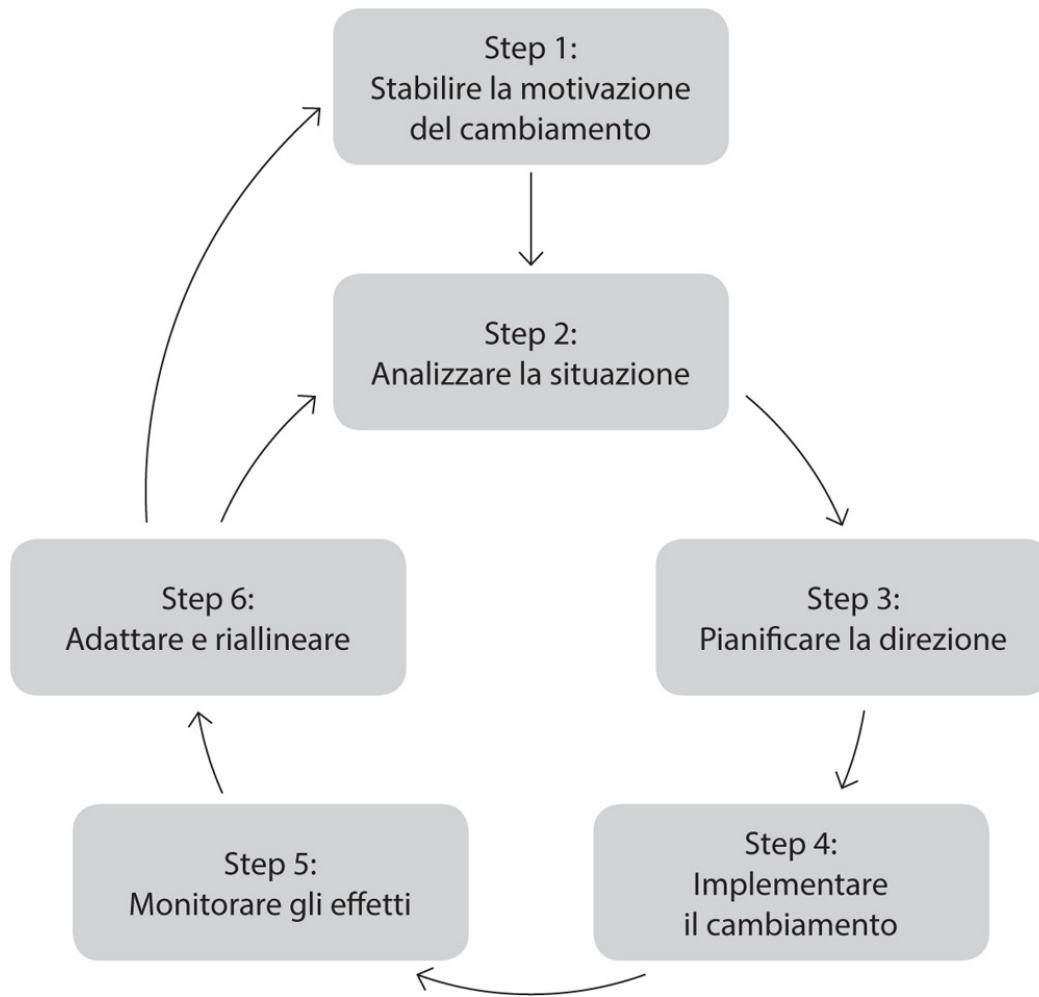 Step 1:
Stabilire la motivazione
del cambiamento
Step 2:
Analizzare la situazione
Step 3:
Pianificare la direzione
Step 4:
Implementare
il cambiamento
Step 5:
Monitorare gli effetti
Step 6:
Adattare e riallineare